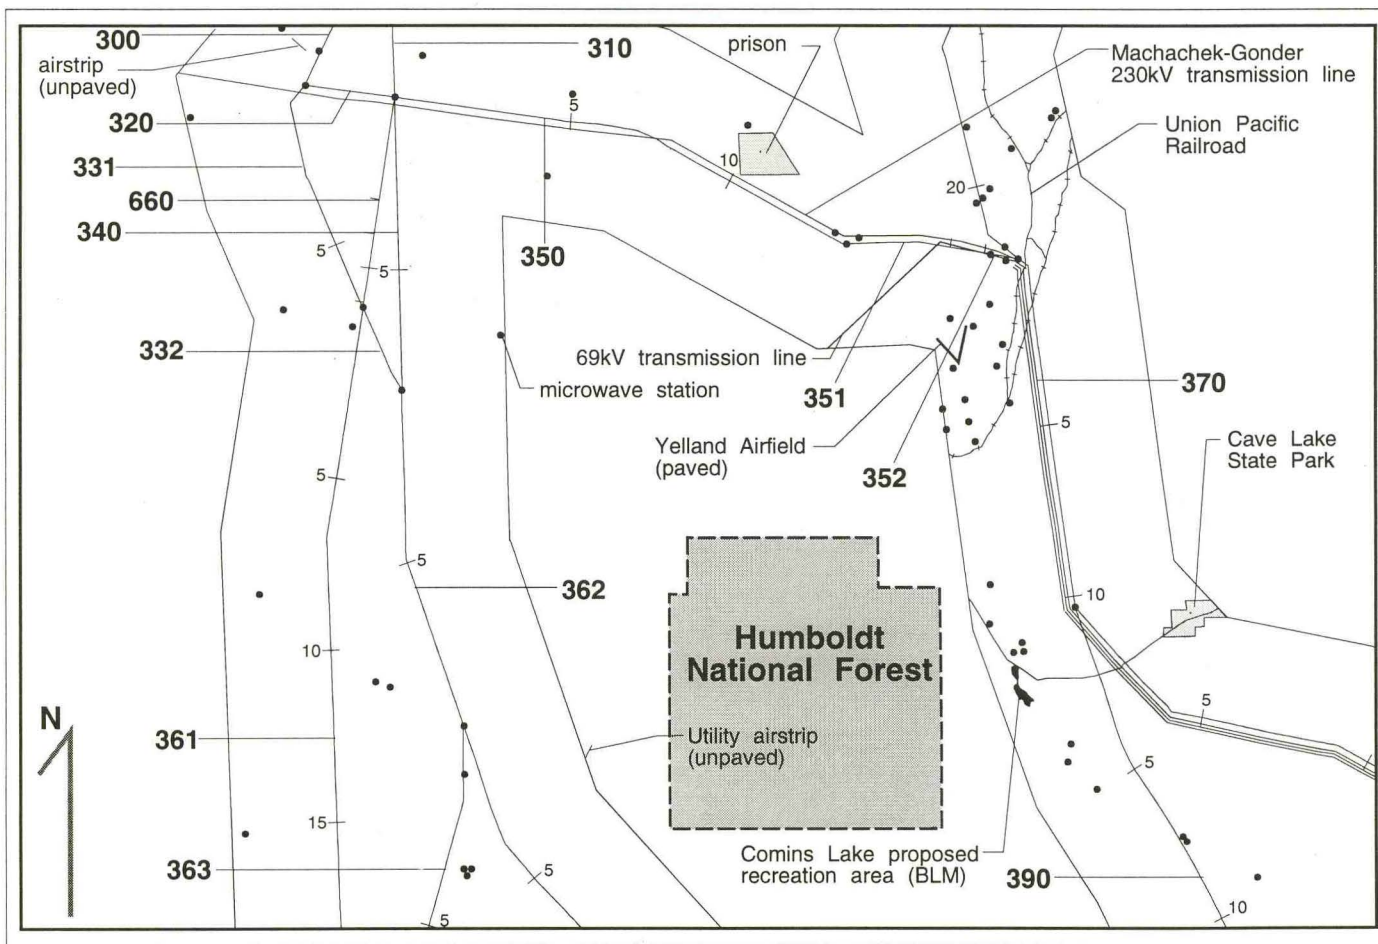 300
310
prison
Machachek-Gonder
230kV transmission line
airstrip
(unpaved)
5
320
Union Pacific
Railroad
331
10
20
660
340
5
5
350
332
69kV transmission line
351
370
microwave station
5
Yelland Airfield
(paved)
352
Cave Lake
State Park
5
5
362
10
Humboldt
National Forest
10
N
5
361
Utility airstrip
(unpaved)
5
15
Comins Lake proposed
recreation area (BLM)
363
5
390
5
10